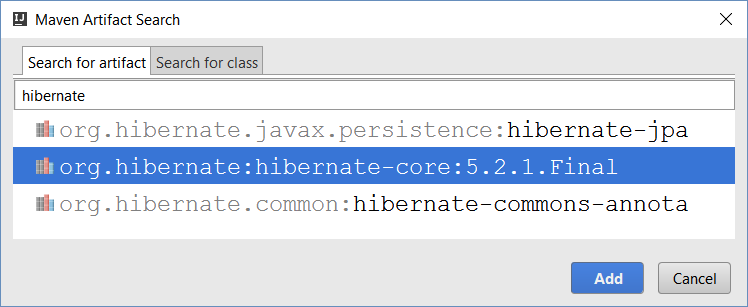 IJ Maven Artifact Search
Search for artifact Search for class
hibernate
org.hibernate.javax.persistence:hibernate-jpa
org.hibernate:hibernate-core:5.2.1.Final
org.hibernate.common:hibernate-commons-annota
Add Cancel